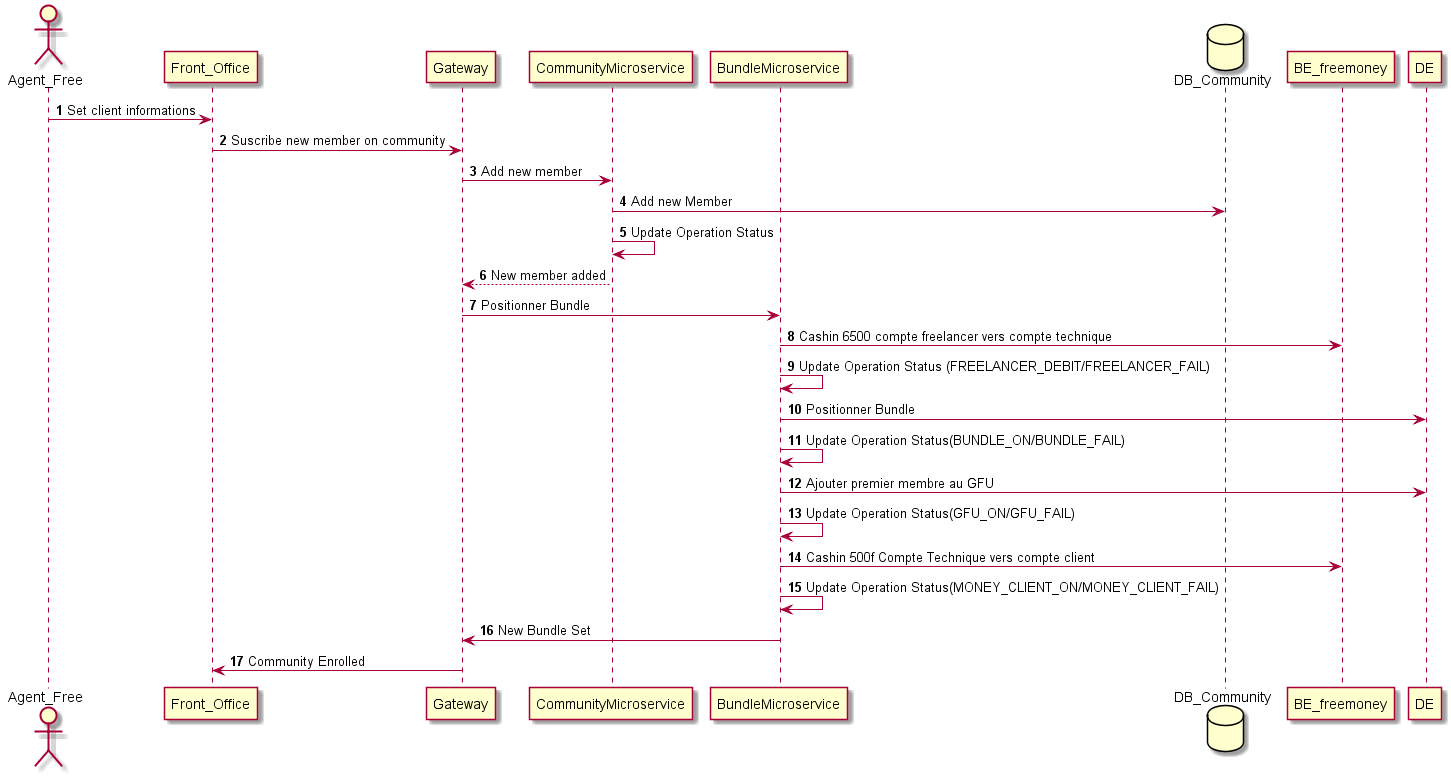 Agent_Free
Front_Office
Gateway
CommunityMicroservice
BundleMicroservice
DB_Community
BE_freemoney
DE
1 Set client informations
2 Suscribe new member on community
3 Add new member
4 Add new Member
5 Update Operation Status
6 New member added
7 Positionner Bundle
8 Cashin 6500 compte freelancer vers compte technique
9 Update Operation Status (FREELANCER_DEBIT/FREELANCER_FAIL)
10 Positionner Bundle
11 Update Operation Status(BUNDLE_ON/BUNDLE_FAIL)
12 Ajouter premier membre au GFU
13 Update Operation Status(GFU_ON/GFU_FAIL)
14 Cashin 500f Compte Technique vers compte client
15 Update Operation Status(MONEY_CLIENT_ON/MONEY_CLIENT_FAIL)
16 New Bundle Set
17 Community Enrolled
Agent_Free
Front_Office
Gateway
CommunityMicroservice
BundleMicroservice
DB_Community
BE_freemoney
DE